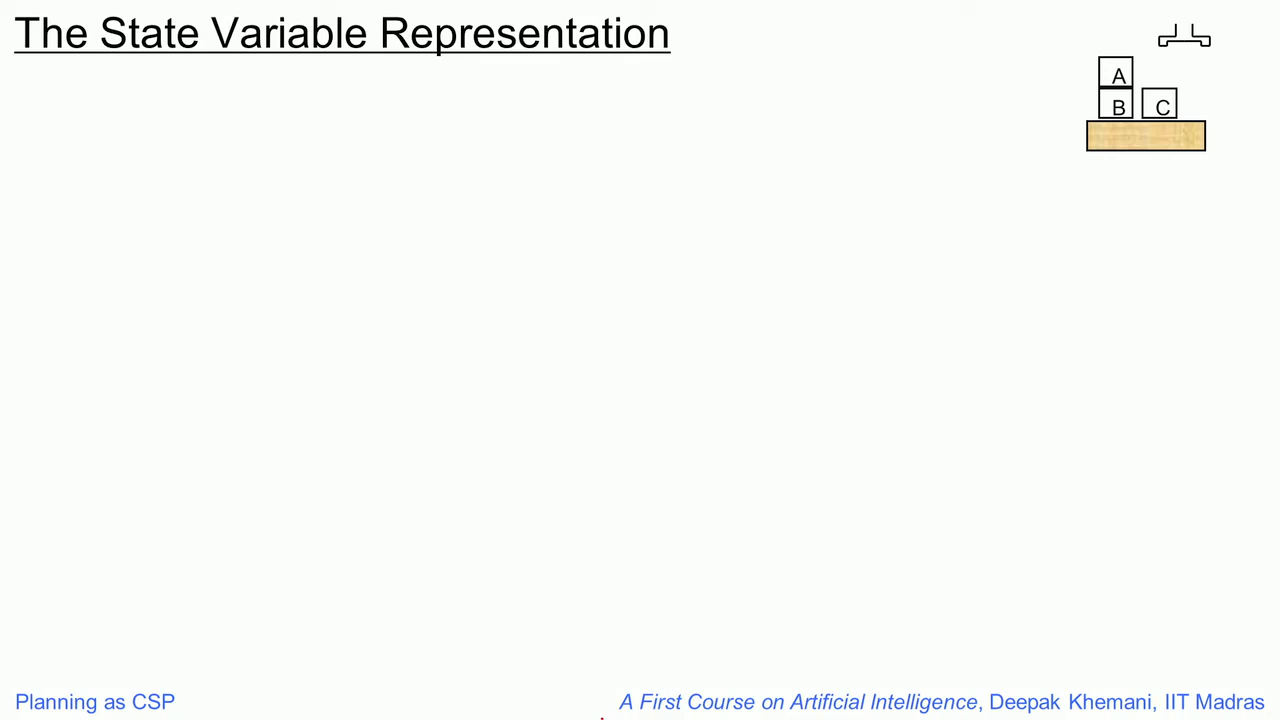 The State Variable Representation
A
B C
Planning as CSP
A First Course on Artificial Intelligence, Deepak Khemani, IIT Madras